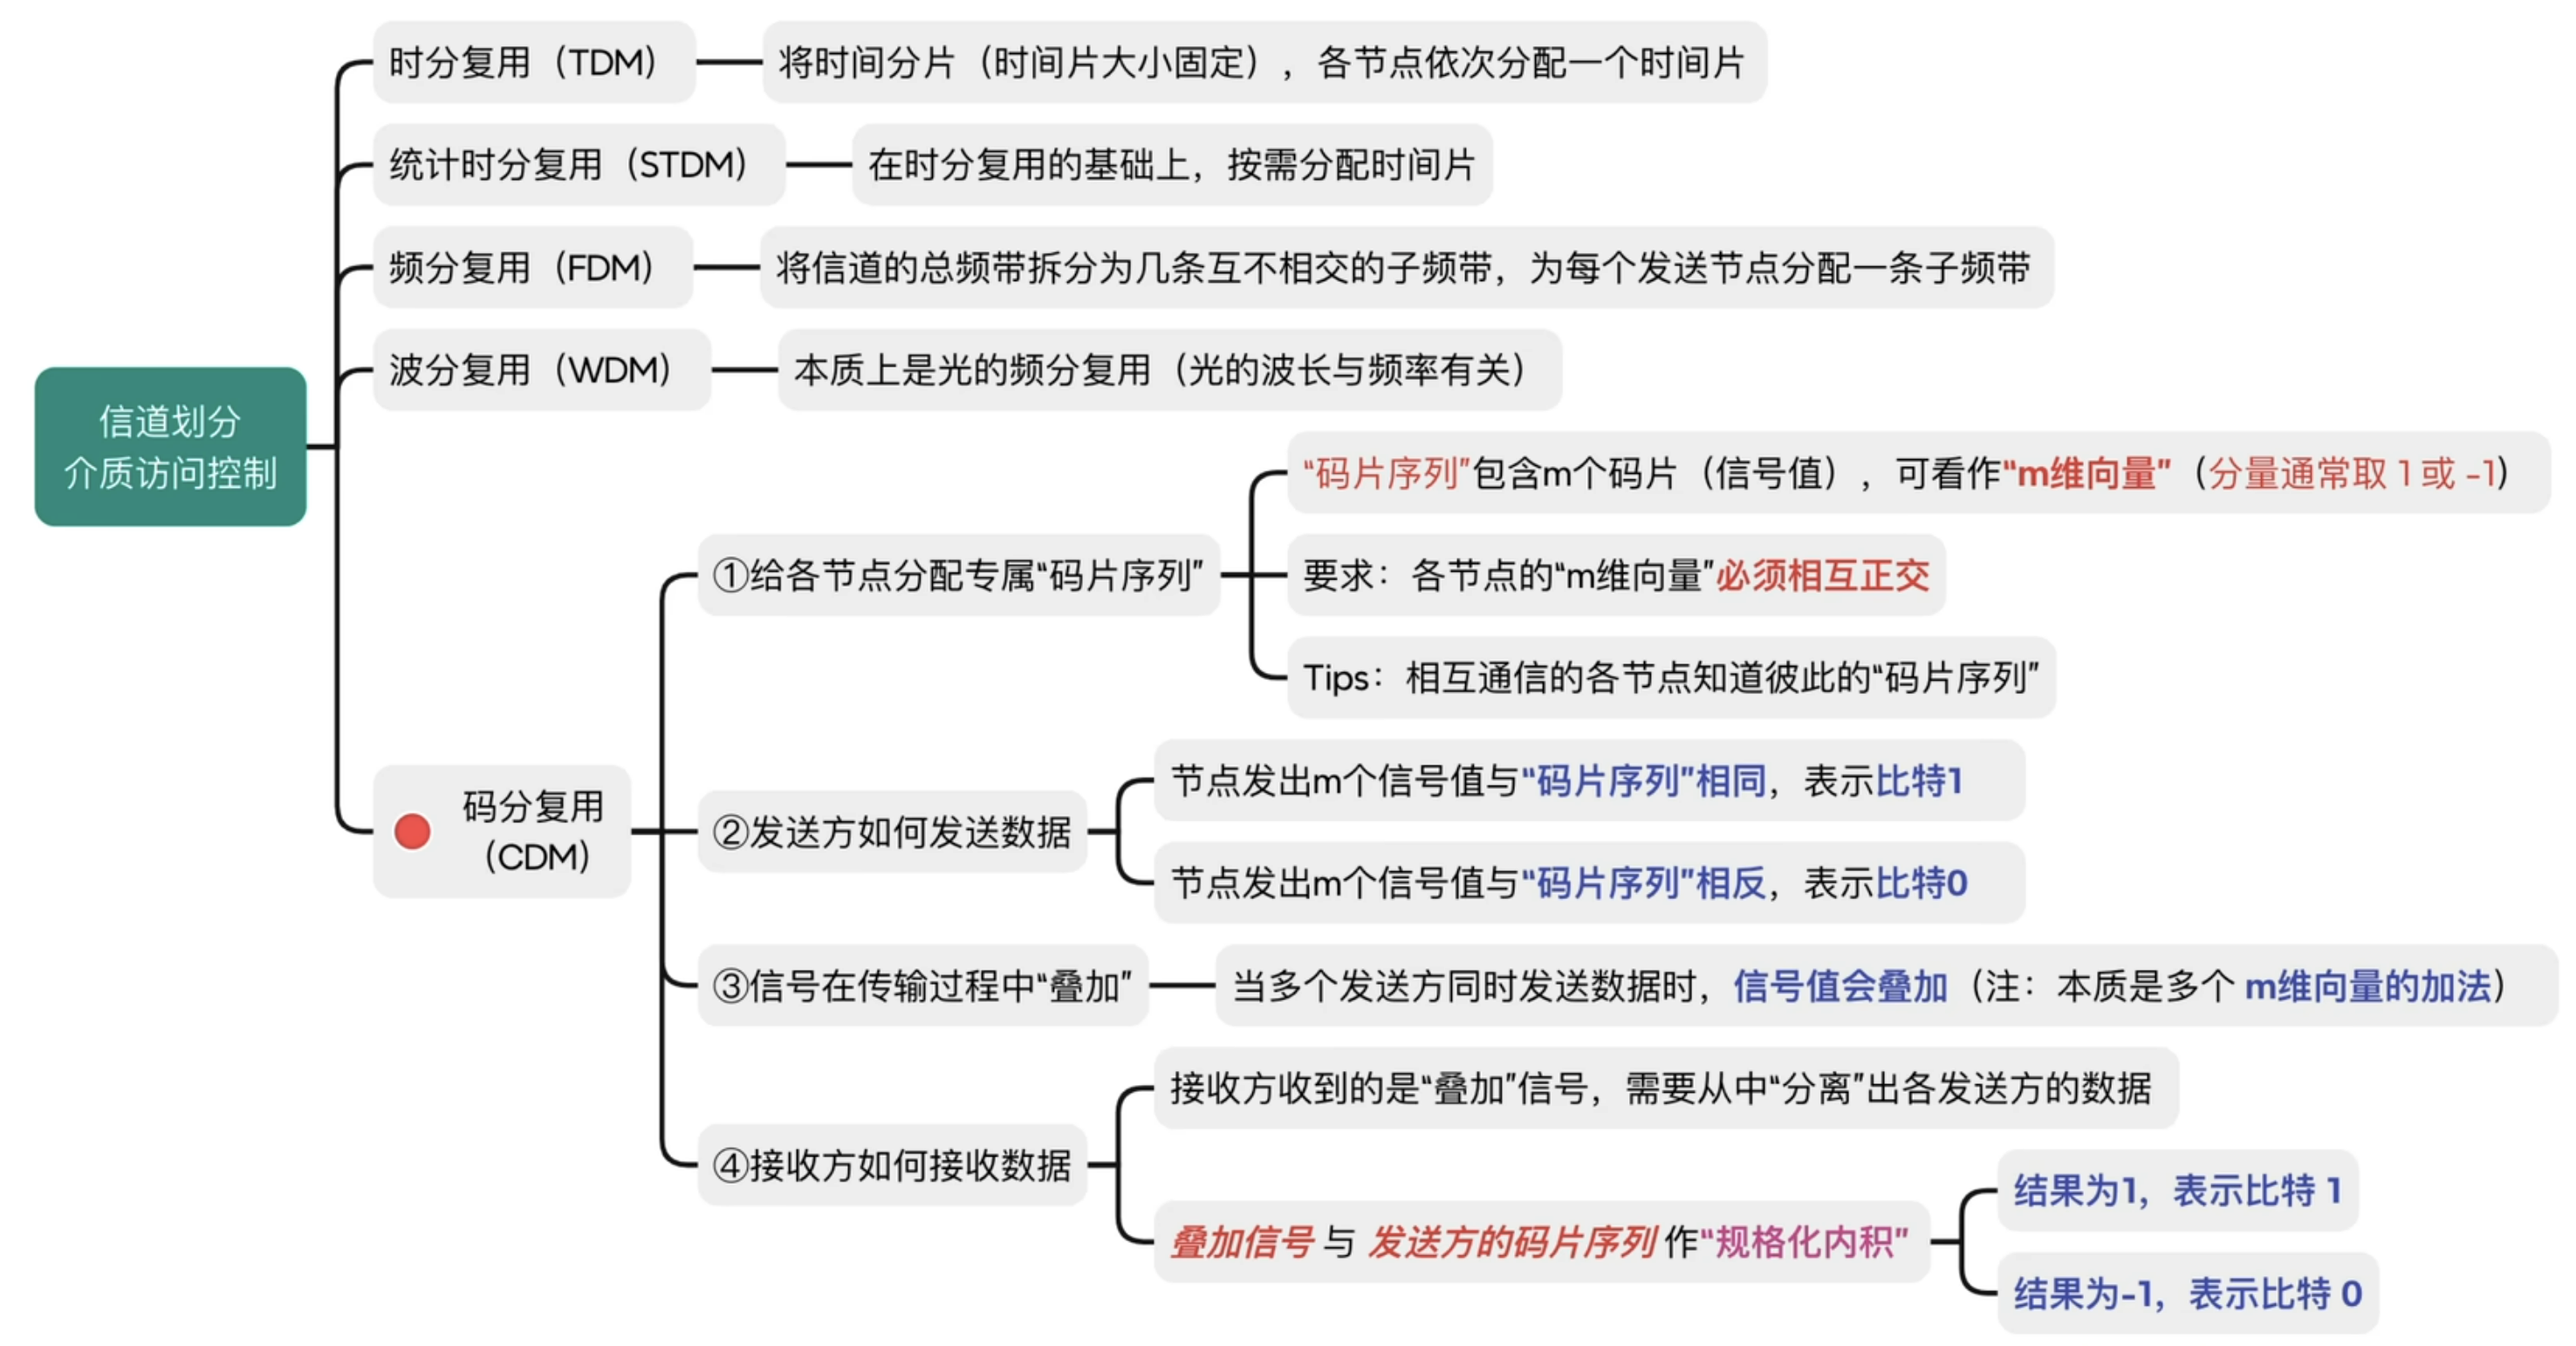 时分复用（TDM）
将时间分片（时间片大小固定），各节点依次分配一个时间片
统计时分复用（STDM）
在时分复用的基础上，按需分配时间片
频分复用（FDM）
将信道的总频带拆分为几条互不相交的子频带，为每个发送节点分配一条子频带
波分复用（WDM）
本质上是光的频分复用（光的波长与频率有关）
信道划分
介质访问控制
“码片序列”包含m个码片（信号值），可看作“m维向量”（分量通常取 1 或 -1）
①给各节点分配专属“码片序列”
要求：各节点的“m维向量”必须相互正交
Tips：相互通信的各节点知道彼此的“码片序列”
码分复用
（CDM）
②发送方如何发送数据
节点发出m个信号值与“码片序列”相同，表示比特1
节点发出m个信号值与“码片序列”相反，表示比特0
③信号在传输过程中“叠加”
当多个发送方同时发送数据时，信号值会叠加（注：本质是多个 m维向量的加法）
④接收方如何接收数据
接收方收到的是“叠加”信号，需要从中“分离”出各发送方的数据
叠加信号 与 发送方的码片序列 作“规格化内积”
结果为1，表示比特 1
结果为-1，表示比特 0